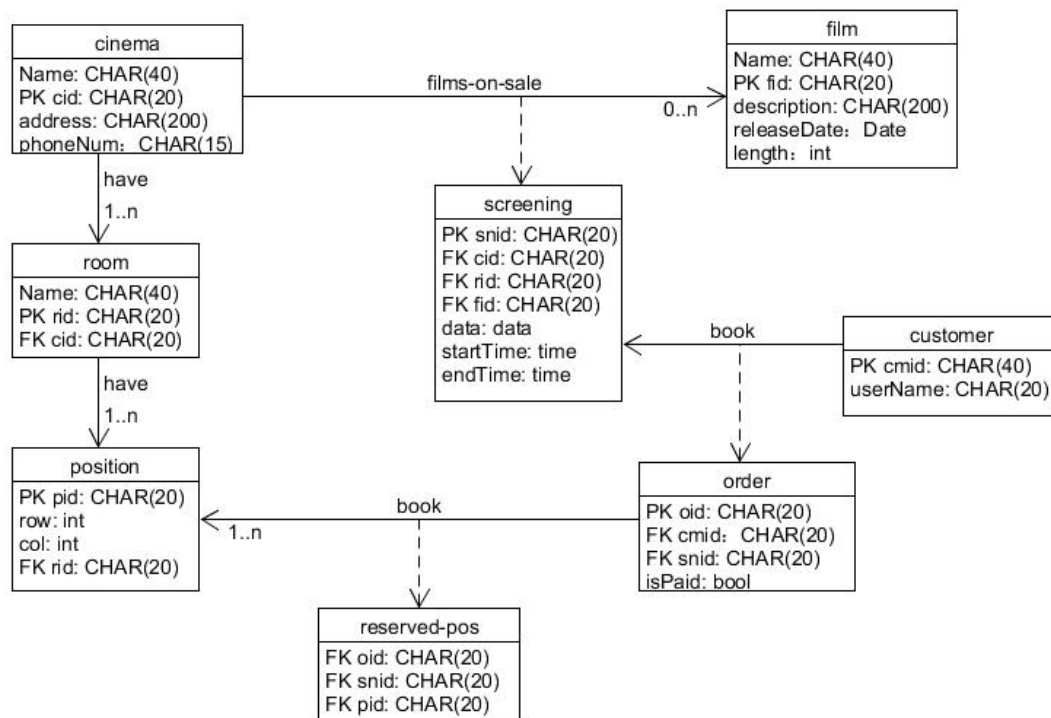 cinema
Name: CHAR(40)
PK cid: CHAR(20)
address: CHAR(200)
phoneNum：CHAR(15)
films-on-sale
0..n
film
Name: CHAR(40)
PK fid: CHAR(20)
description: CHAR(200)
releaseDate：Date
length：int
have
1..n
screening
PK snid: CHAR(20)
FK cid: CHAR(20)
FK rid: CHAR(20)
FK fid: CHAR(20)
data: data
startTime: time
endTime: time
room
Name: CHAR(40)
PK rid: CHAR(20)
FK cid: CHAR(20)
book
customer
PK cmid: CHAR(40)
userName: CHAR(20)
have
1..n
position
PK pid: CHAR(20)
row: int
col: int
FK rid: CHAR(20)
book
1..n
order
PK oid: CHAR(20)
FK cmid：CHAR(20)
FK snid: CHAR(20)
isPaid: bool
reserved-pos
FK oid: CHAR(20)
FK snid: CHAR(20)
FK pid: CHAR(20)